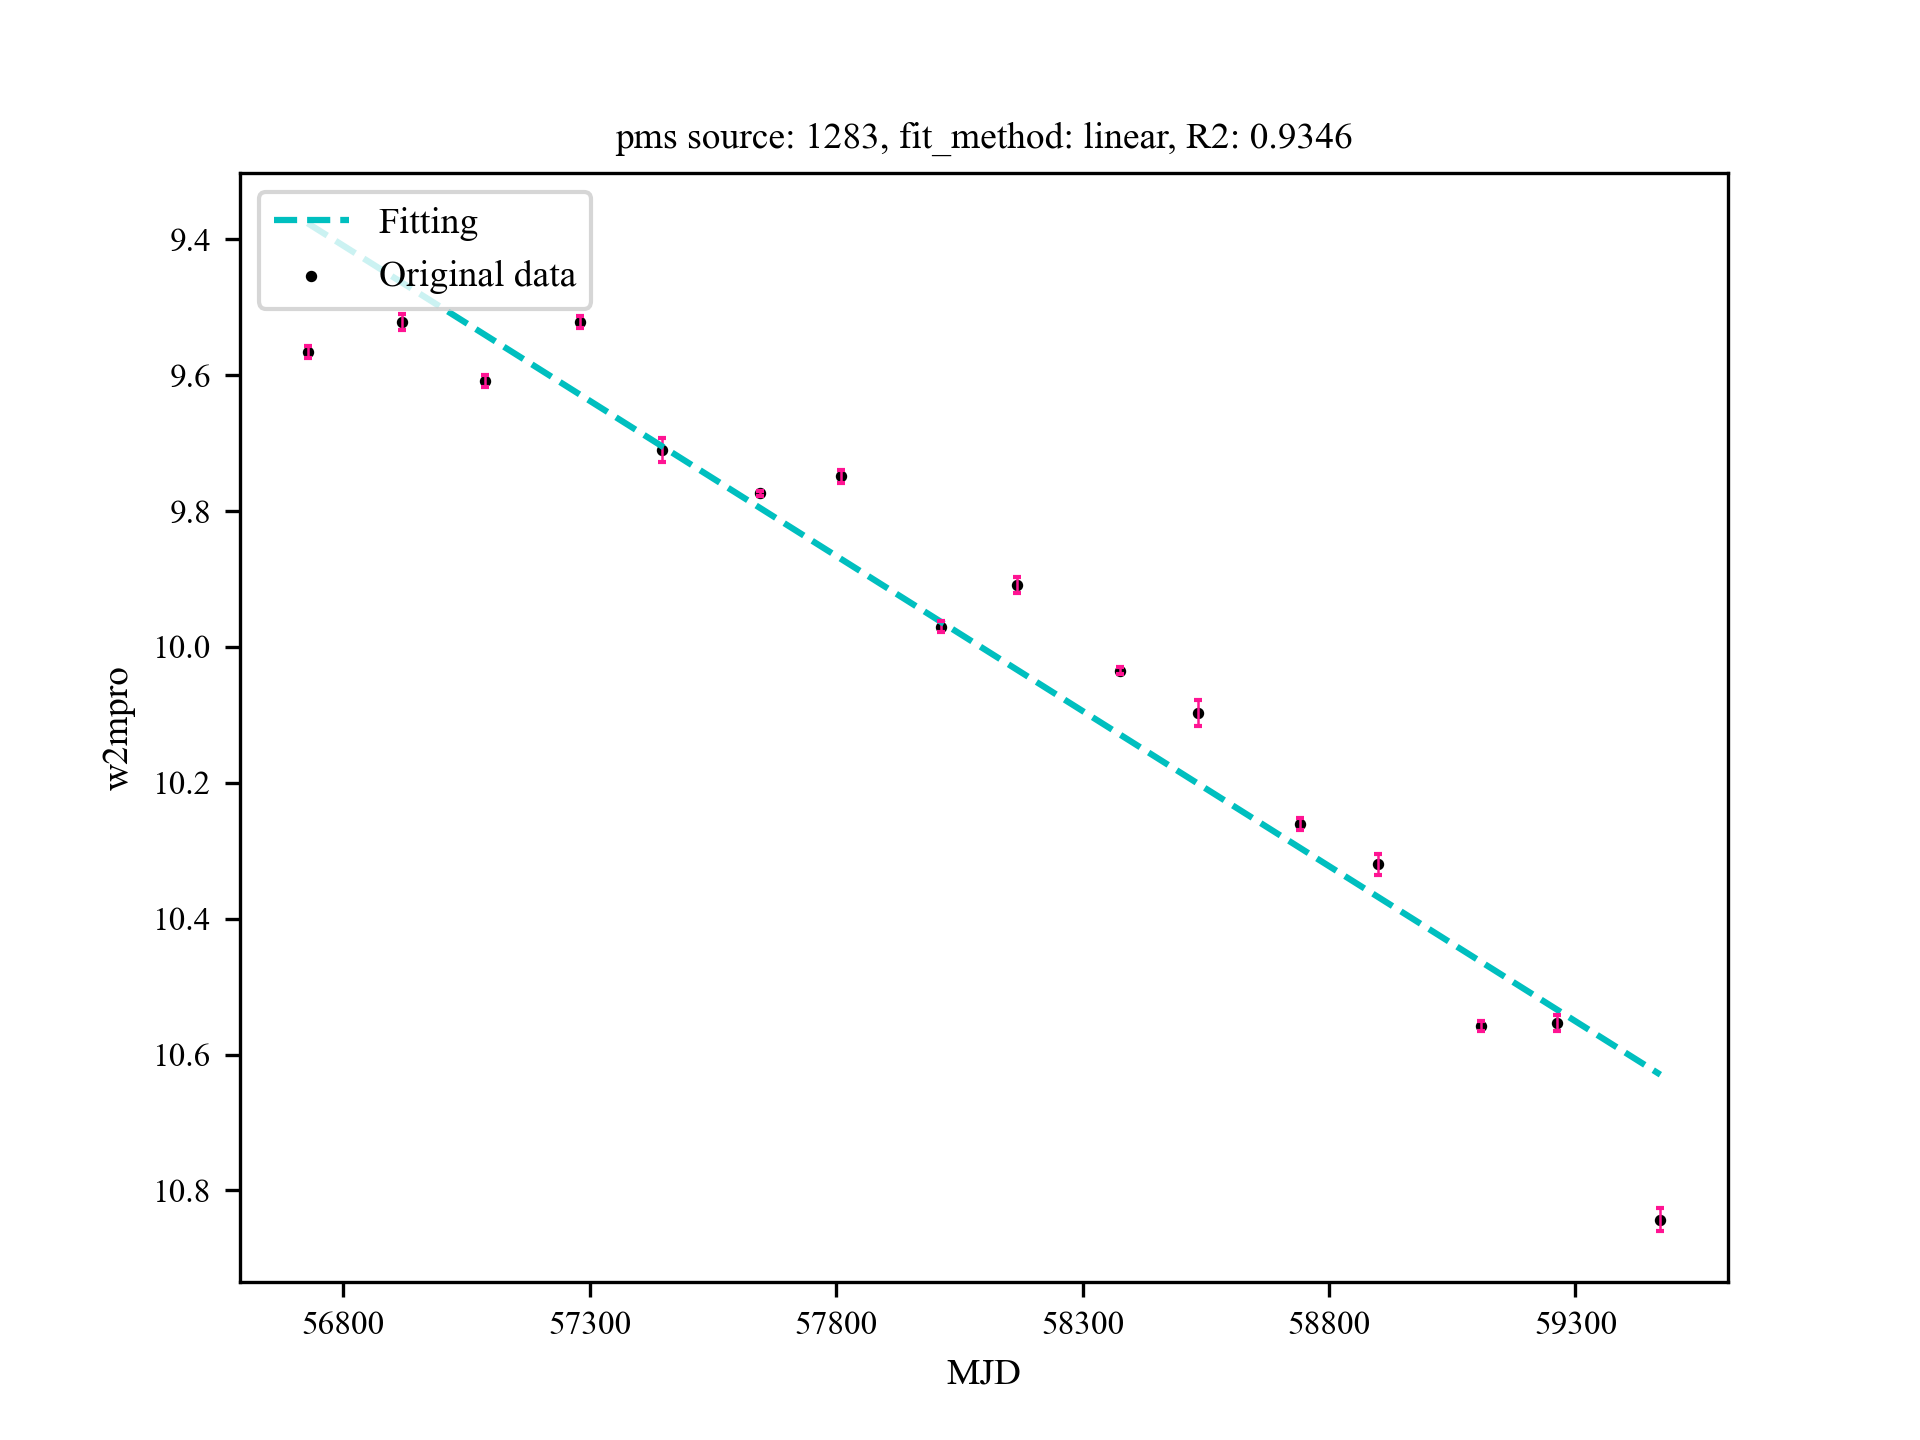 pms source: 1283, fit_method: linear, R2: 0.9346
Fitting
Original data
9.4
9.6
9.8
10.0
10.2
10.4
10.6
10.8
w2mpro
56800 57300 57800 58300 58800 59300
MJD